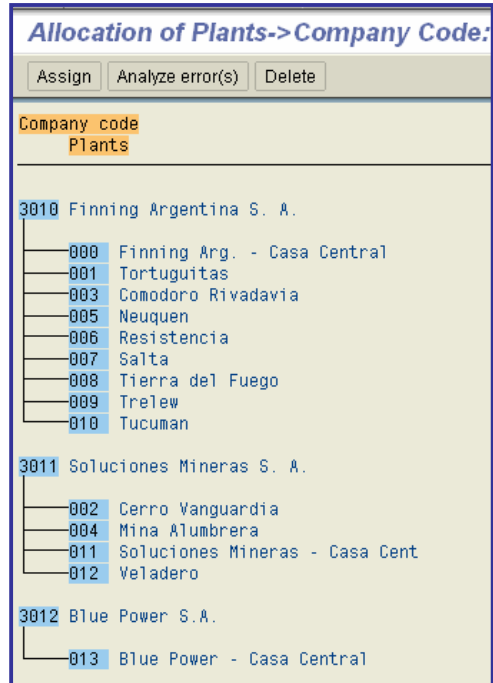 Allocation of Plants->Company Code:
Assign Analyze error(s) Delete
Company code
Plants
3010 Finning Argentina S. A.
000 Finning Arg. - Casa Central
001 Tortuguitas
003 Comodoro Rivadavia
005 Neuquen
006 Resistencia
007 Salta
008 Tierra del Fuego
009 Trelew
010 Tucuman
3011 Soluciones Mineras S. A.
002 Cerro Vanguardia
004 Mina Alumbrera
011 Soluciones Mineras - Casa Cent
012 Veladero
3012 Blue Power S.A.
013 Blue Power - Casa Central